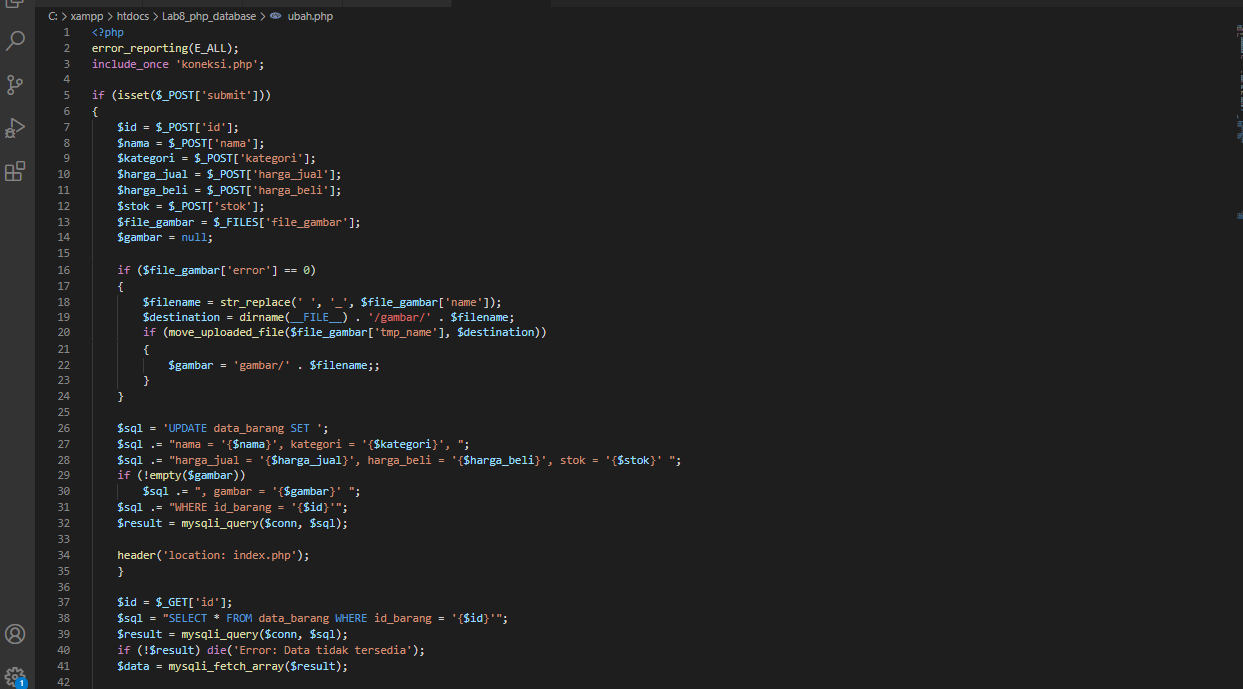 C: > xampp > htdocs > Lab8_php_database > ubah.php
1 <?php
2 error_reporting(E_ALL);
3 include_once 'koneksi.php';
4
5 if (isset($_POST['submit']))
6 {
7     $id = $_POST['id'];
8     $nama = $_POST['nama'];
9     $kategori = $_POST['kategori'];
10     $harga_jual = $_POST['harga_jual'];
11     $harga_beli = $_POST['harga_beli'];
12     $stok = $_POST['stok'];
13     $file_gambar = $_FILES['file_gambar'];
14     $gambar = null;
15
16     if ($file_gambar['error'] == 0)
17     {
18         $filename = str_replace(' ', '_', $file_gambar['name']);
19         $destination = dirname(__FILE__) . '/gambar/' . $filename;
20         if (move_uploaded_file($file_gambar['tmp_name'], $destination))
21         {
22             $gambar = 'gambar/' . $filename;;
23         }
24     }
25
26     $sql = 'UPDATE data_barang SET ';
27     $sql .= "nama = '{$nama}', kategori = '{$kategori}', ";
28     $sql .= "harga_jual = '{$harga_jual}', harga_beli = '{$harga_beli}', stok = '{$stok}' ";
29     if (!empty($gambar))
30         $sql .= ", gambar = '{$gambar}' ";
31     $sql .= "WHERE id_barang = '{$id}'";
32     $result = mysqli_query($conn, $sql);
33
34     header('location: index.php');
35     }
36
37     $id = $_GET['id'];
38     $sql = "SELECT * FROM data_barang WHERE id_barang = '{$id}'";
39     $result = mysqli_query($conn, $sql);
40     if (!$result) die('Error: Data tidak tersedia');
41     $data = mysqli_fetch_array($result);
42
1